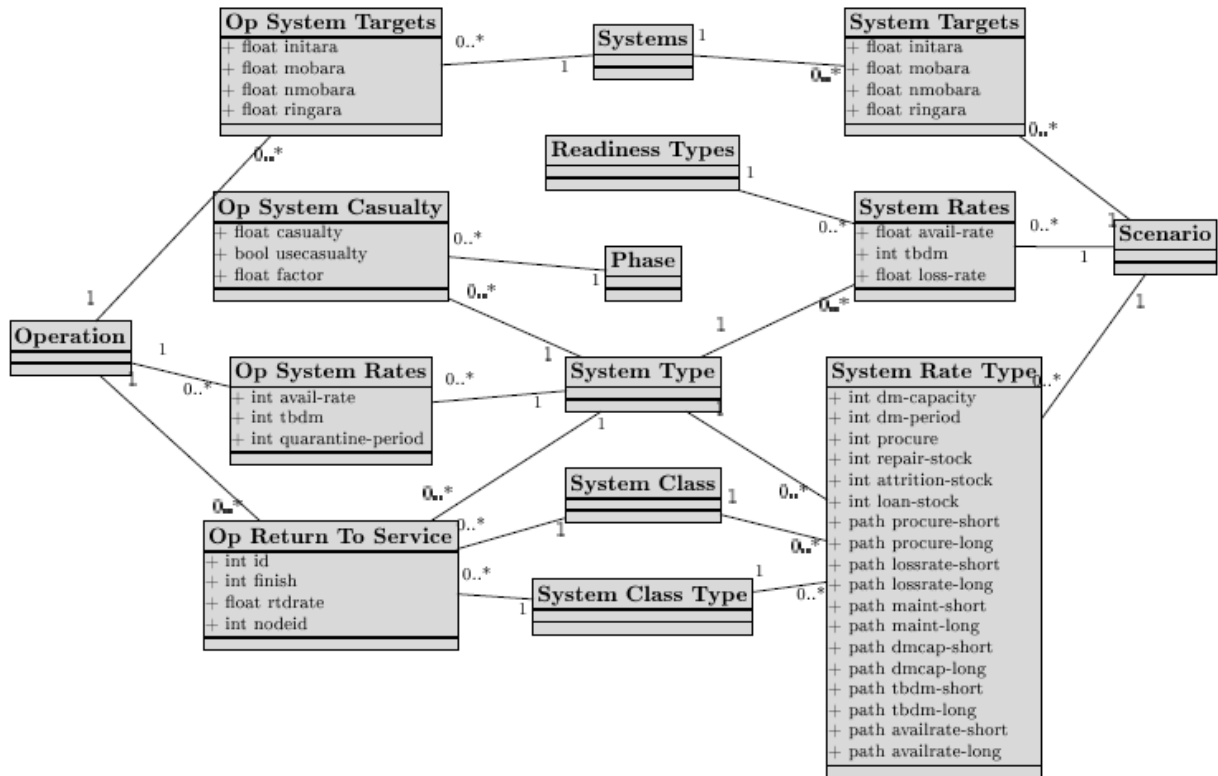 Op System Targets
+ float initara
+ float mobara
+ float nmobara
+ float ringara
0..*
1
Systems
1
0..*
System Targets
+ float initara
+ float mobara
+ float nmobara
+ float ringara
0..*
0..*
Readiness Types
1
0..*
Op System Casualty
+ float casualty
+ bool usecasualty
+ float factor
0..*
1
Phase
System Rates
+ float avail-rate
+ int tbdm
+ float loss-rate
0..*
1
1
Scenario
1
0..*
1
0..*
1
1
Operation
1
1
0..*
Op System Rates
+ int avail-rate
+ int tbdm
+ int quarantine-period
0..*
1
System Type
1
1
0..*
0..*
System Rate Type
+ int dm-capacity
+ int dm-period
+ int procure
+ int repair-stock
+ int attrition-stock
+ int loan-stock
+ path procure-short
+ path procure-long
+ path lossrate-short
+ path lossrate-long
+ path maint-short
+ path maint-long
+ path dmcap-short
+ path dmcap-long
+ path tbdm-short
+ path tbdm-long
+ path availrate-short
+ path availrate-long
0..*
System Class
0..*
1
1
0..*
0..*
Op Return To Service
+ int id
+ int finish
+ float rtdrate
+ int nodeid
0..*
1
System Class Type
1
0..*